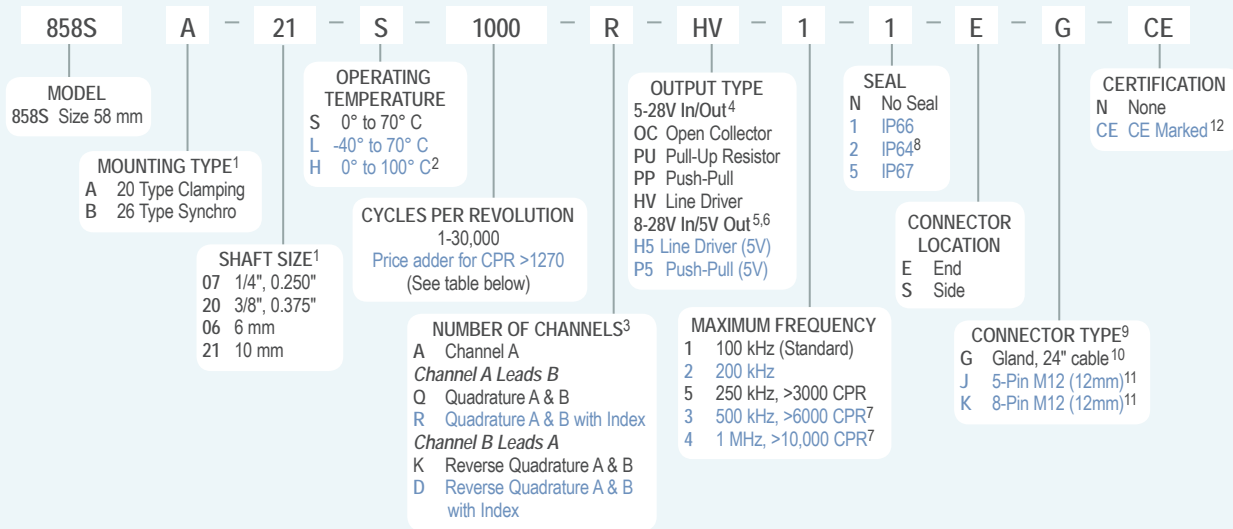 858S A - 21 - S - 1000 - R - HV - 1 - 1 - E - G - CE
MODEL
858S Size 58 mm
MOUNTING TYPE1
A 20 Type Clamping
B 26 Type Synchro
SHAFT SIZE1
07 1/4", 0.250"
20 3/8", 0.375"
06 6 mm
21 10 mm
OPERATING
TEMPERATURE
S 0° to 70° C
L -40° to 70° C
H 0° to 100° C2
CYCLES PER REVOLUTION
1-30,000
Price adder for CPR >1270
(See table below)
NUMBER OF CHANNELS3
A Channel A
Channel A Leads B
Q Quadrature A & B
R Quadrature A & B with Index
Channel B Leads A
K Reverse Quadrature A & B
D Reverse Quadrature A & B
with Index
OUTPUT TYPE
5-28V In/Out4
OC Open Collector
PU Pull-Up Resistor
PP Push-Pull
HV Line Driver
8-28V In/5V Out5,6
H5 Line Driver (5V)
P5 Push-Pull (5V)
MAXIMUM FREQUENCY
1 100 kHz (Standard)
2 200 kHz
5 250 kHz, >3000 CPR
3 500 kHz, >6000 CPR7
4 1 MHz, >10,000 CPR7
SEAL
N No Seal
1 IP66
2 IP648
5 IP67
CONNECTOR
LOCATION
E End
S Side
CONNECTOR TYPE9
G Gland, 24" cable10
J 5-Pin M12 (12mm)11
K 8-Pin M12 (12mm)11
CERTIFICATION
N None
CE CE Marked12